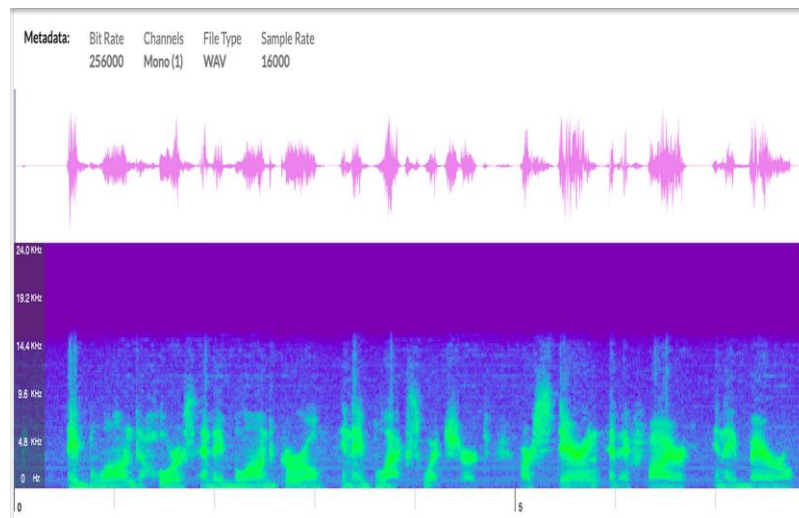 Metadata: Bit Rate Channels File Type Sample Rate
256000 Mono (1) WAV 16000
24.0 KHz
19.2 KHz
14.4 KHz
9.6 KHz
4.8 KHz
0 Hz
0 5